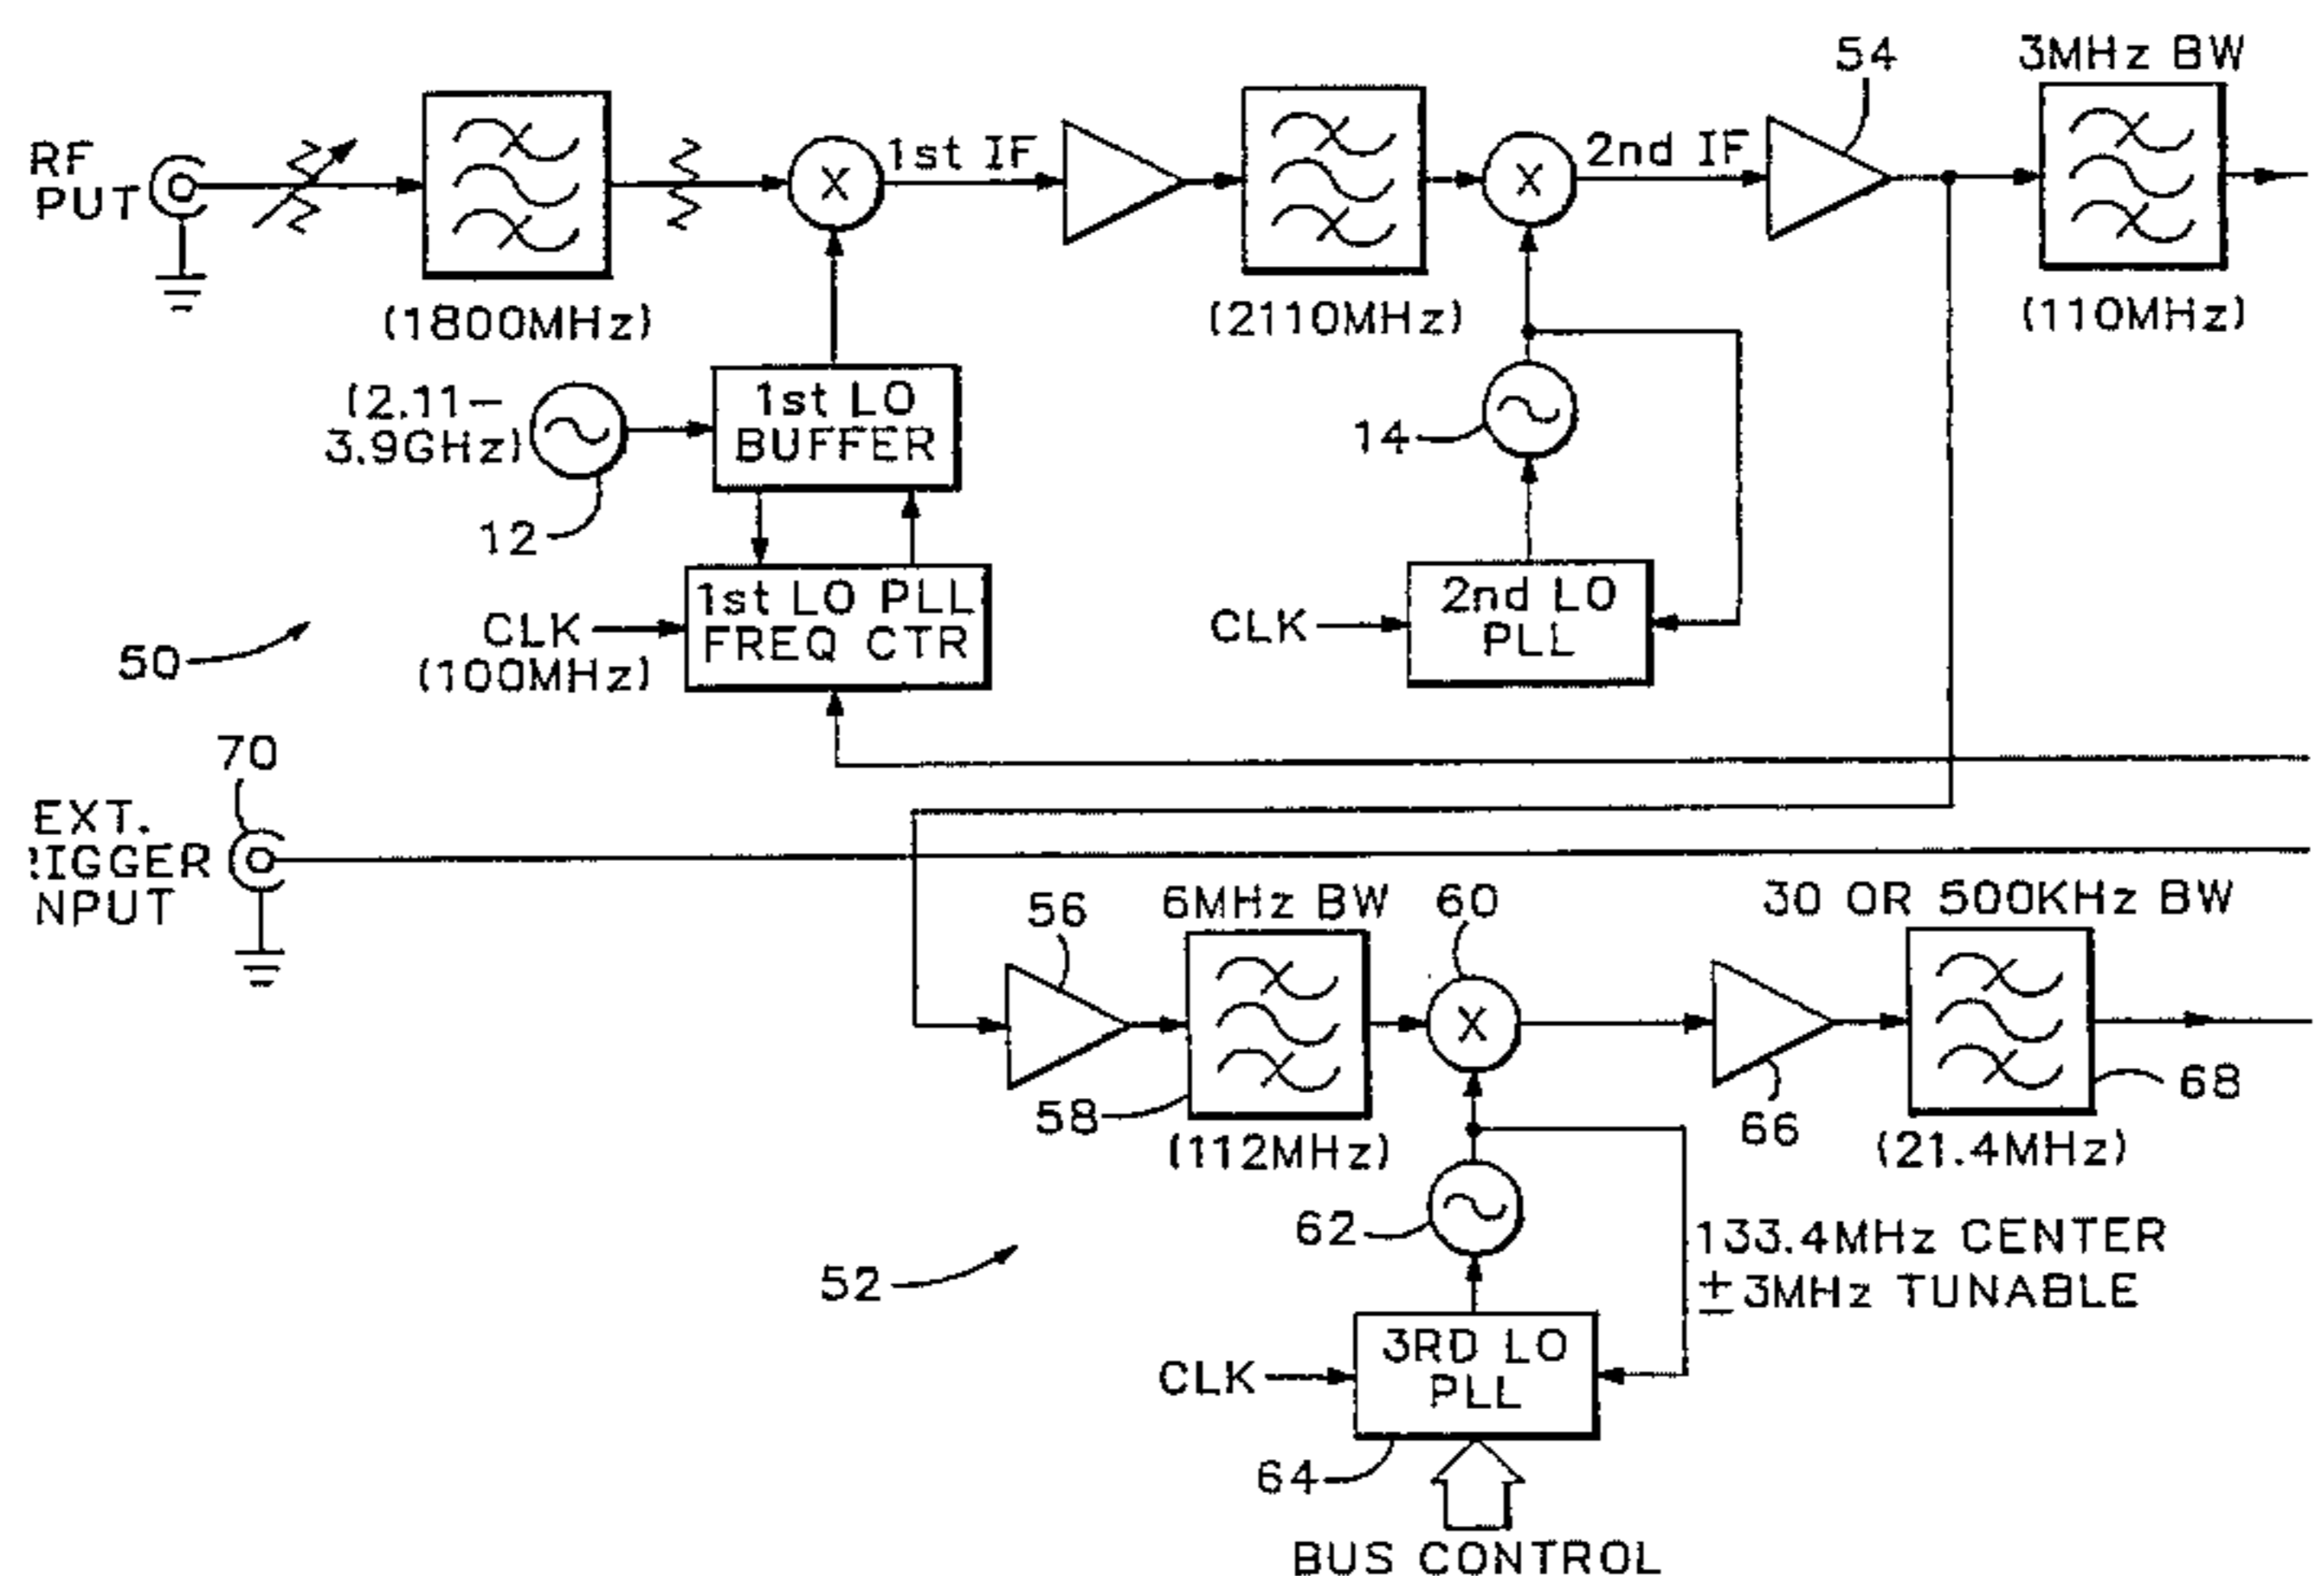 RF
PUT
(1800MHz)
X
1st IF
(2110MHz)
X
2nd IF
54
3MHz BW
(110MHz)
(2.11-
3.9GHz)
12
1st LO
BUFFER
14
50
CLK
(100MHz)
1st LO PLL
FREQ CTR
CLK
2nd LO
PLL
70
EXT.
RIGGER
NPUT
56
6MHz BW
58
(112MHz)
60
X
66
30 OR 500KHz BW
68
(21.4MHz)
52
62
133.4MHz CENTER
± 3MHz TUNABLE
CLK
3RD LO
PLL
64
BUS CONTROL